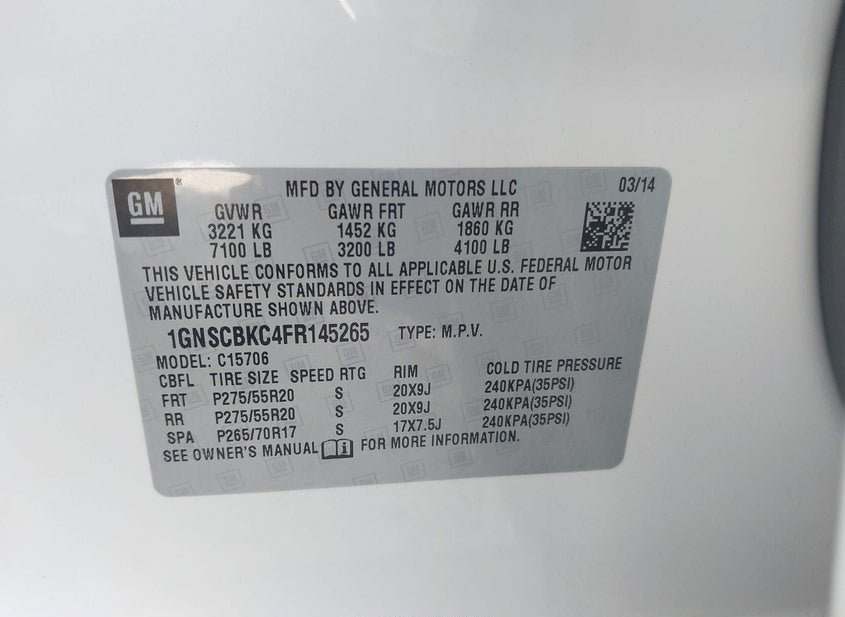 GM
MFD BY GENERAL MOTORS LLC 03/14
GVWR GAWR FRT GAWR RR
3221 KG 1452 KG 1860 KG
7100 LB 3200 LB 4100 LB
THIS VEHICLE CONFORMS TO ALL APPLICABLE U.S. FEDERAL MOTOR
VEHICLE SAFETY STANDARDS IN EFFECT ON THE DATE OF
MANUFACTURE SHOWN ABOVE.
1GNSCBKC4FR145265 TYPE: M.P.V.
MODEL: C15706
CBFL TIRE SIZE SPEED RTG RIM COLD TIRE PRESSURE
FRT P275/55R20 S 20X9J 240KPA(35PSI)
RR P275/55R20 S 20X9J 240KPA(35PSI)
SPA P265/70R17 S 17X7.5J 240KPA(35PSI)
SEE OWNER'S MANUAL FOR MORE INFORMATION.